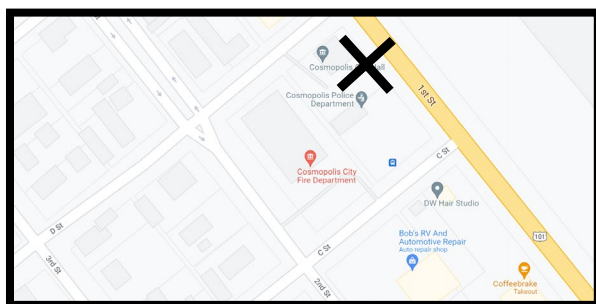 Cosmopolis
Cosmopolis Police
Department
1st St
C St
Cosmopolis City
Fire Department
DW Hair Studio
D St
Bob's RV And
Automotive Repair
Auto repair shop
101
3rd St
C St
2nd St
Coffeebrake
Takeout